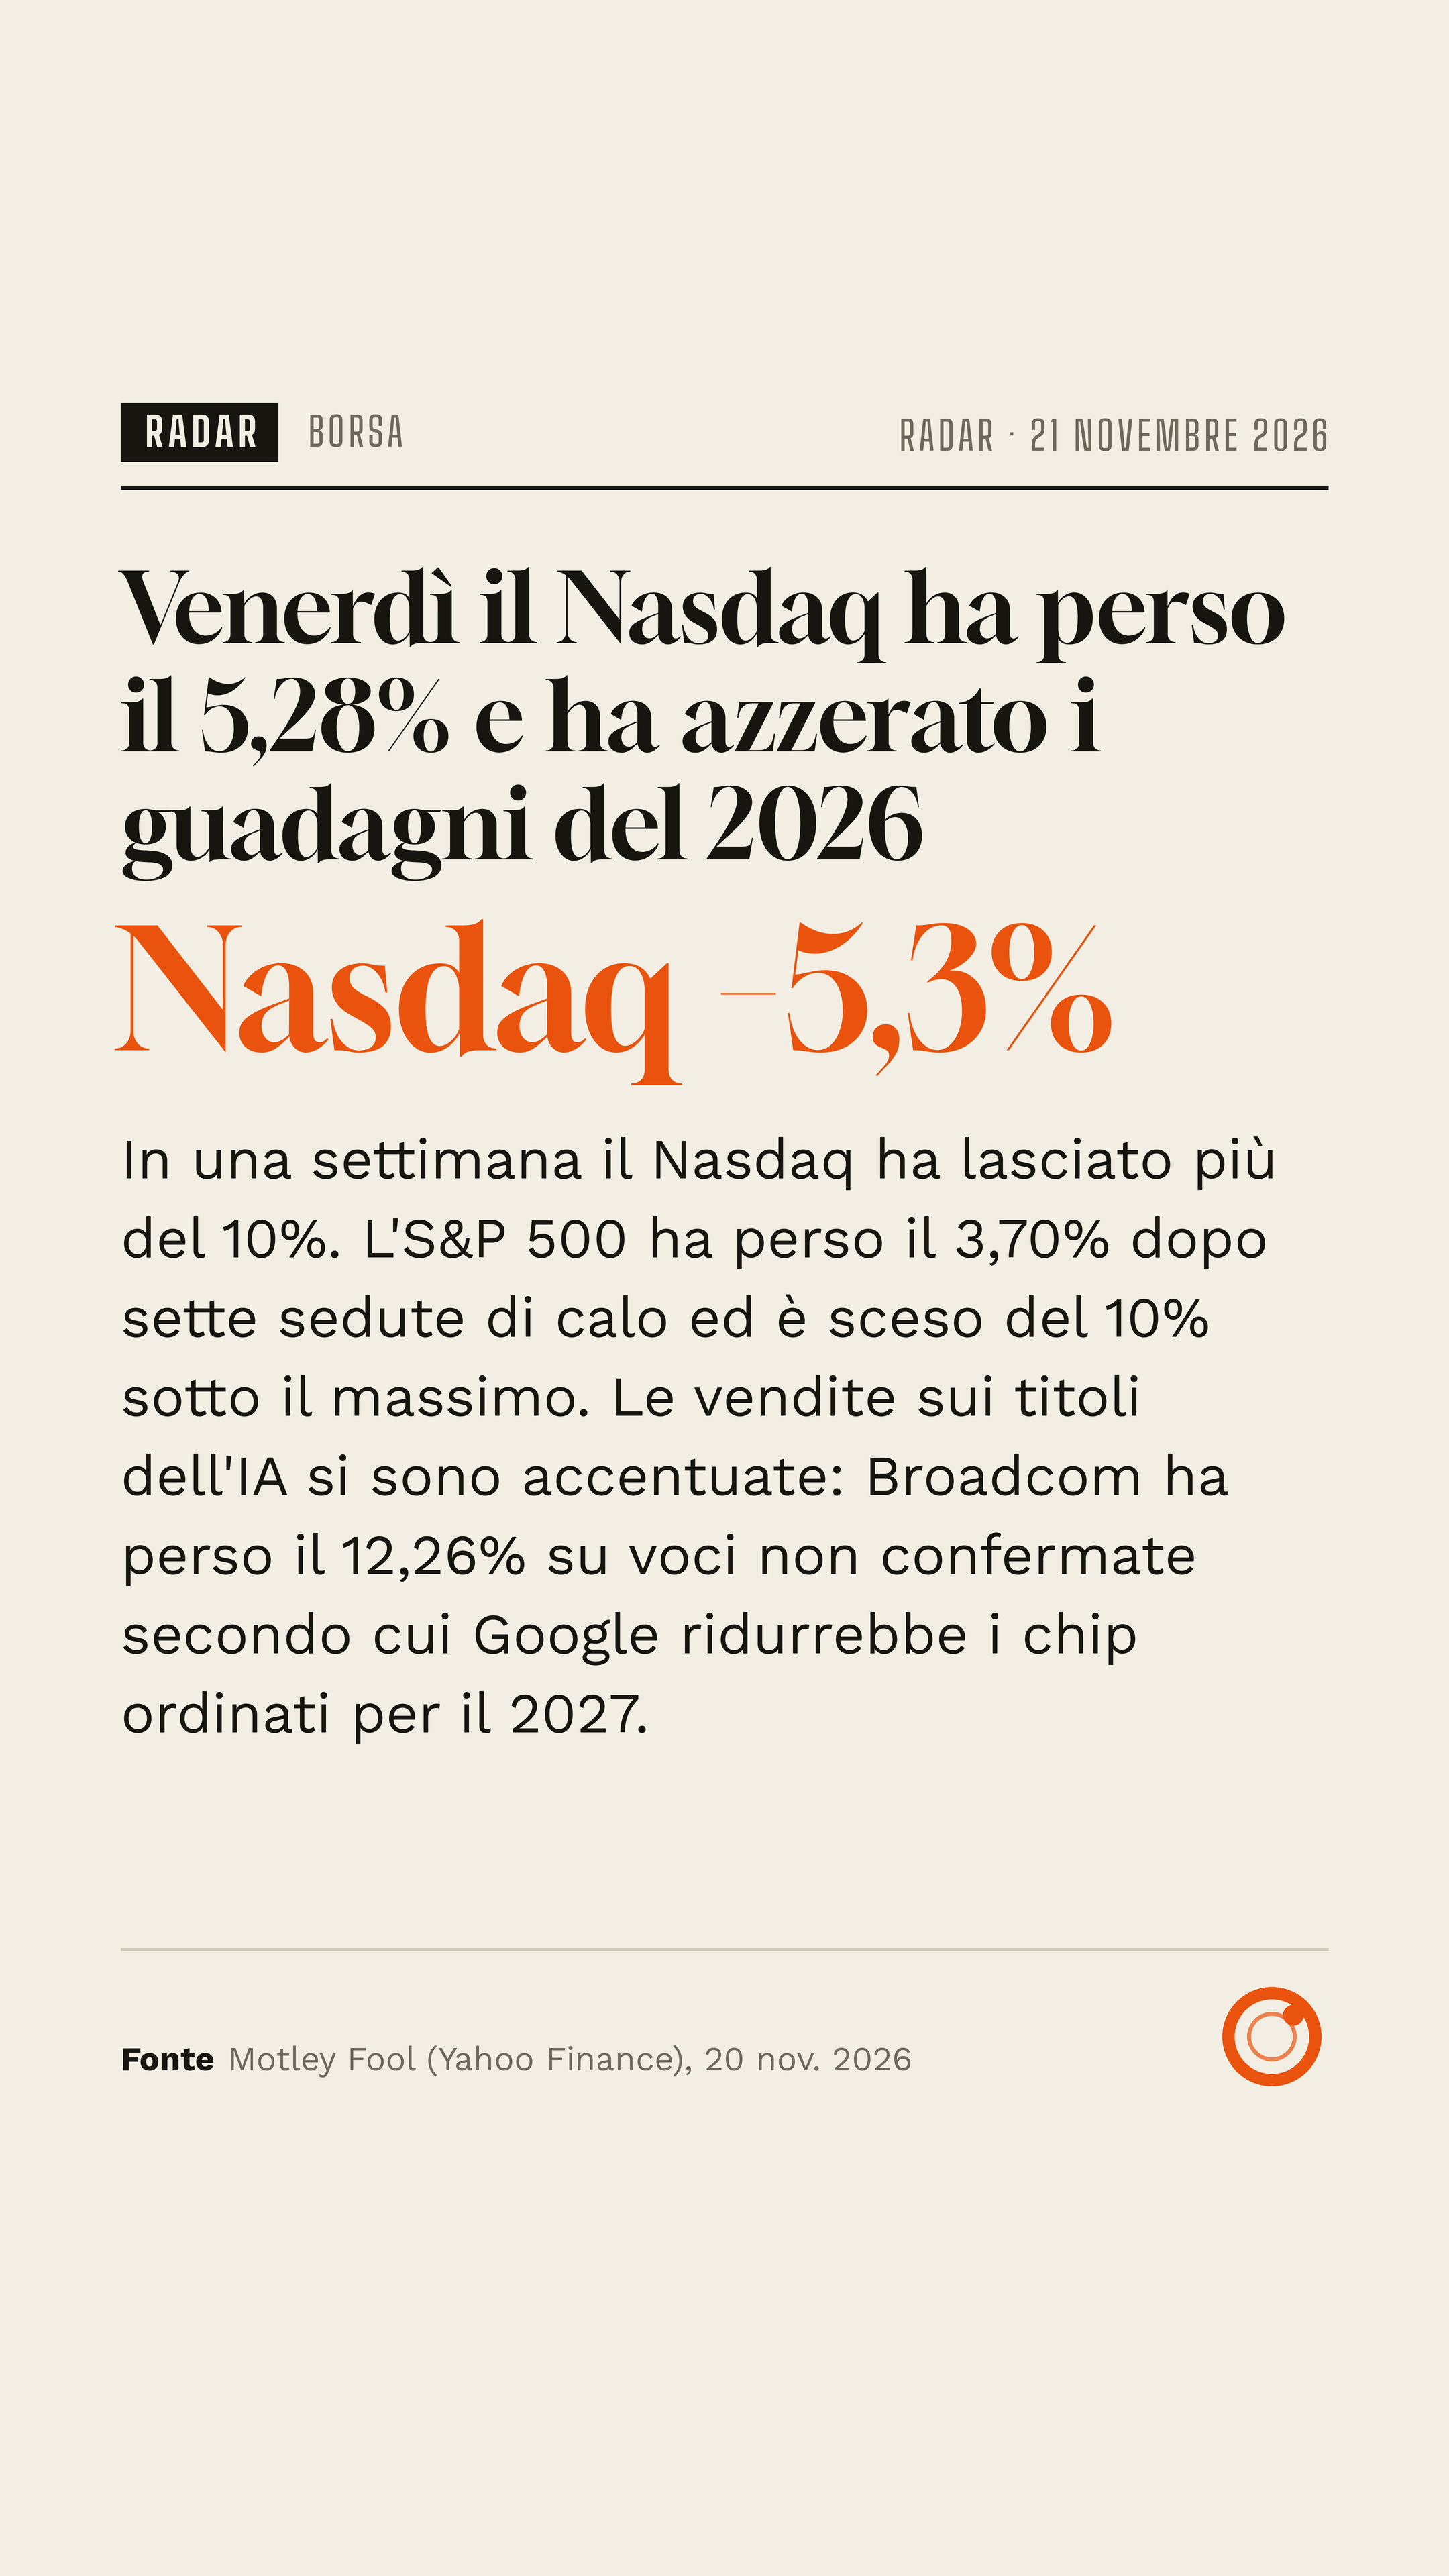 RADAR BORSA RADAR · 21 NOVEMBRE 2026
Venerdì il Nasdaq ha perso
il 5,28% e ha azzerato i
guadagni del 2026
Nasdaq –5,3%
In una settimana il Nasdaq ha lasciato più
del 10%. L'S&P 500 ha perso il 3,70% dopo
sette sedute di calo ed è sceso del 10%
sotto il massimo. Le vendite sui titoli
dell'IA si sono accentuate: Broadcom ha
perso il 12,26% su voci non confermate
secondo cui Google ridurrebbe i chip
ordinati per il 2027.
Fonte Motley Fool (Yahoo Finance), 20 nov. 2026